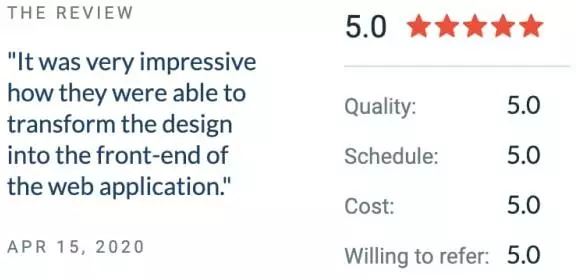 THE REVIEW
"It was very impressive
how they were able to
transform the design
into the front-end of
the web application."
APR 15, 2020
5.0
Quality: 5.0
Schedule: 5.0
Cost: 5.0
Willing to refer: 5.0